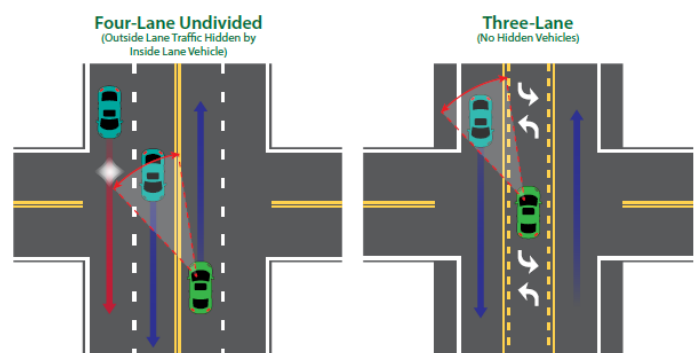 Four-Lane Undivided
(Outside Lane Traffic Hidden by
Inside Lane Vehicle)
Three-Lane
(No Hidden Vehicles)